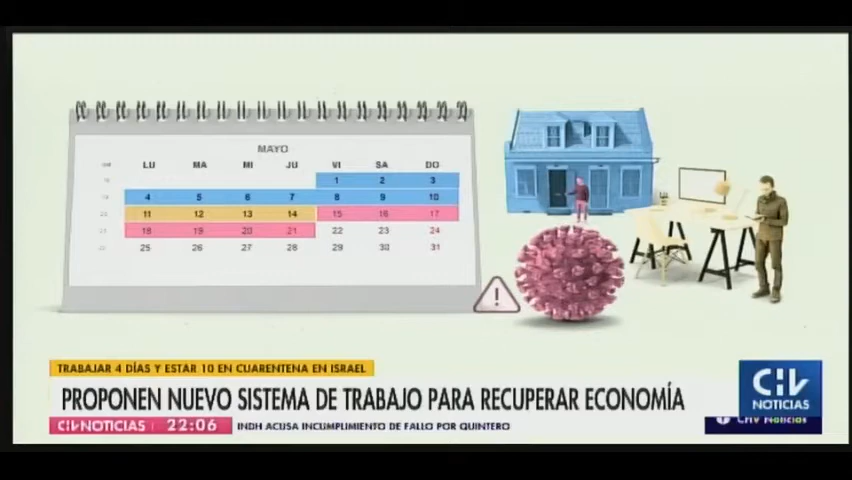 MAYO
LU MA MI JU VI SA DO
1 2 3
4 5 6 7 8 9 10
11 12 13 14 15 16 17
18 19 20 21 22 23 24
25 26 27 28 29 30 31
!
TRABAJAR 4 DÍAS Y ESTAR 10 EN CUARENTENA EN ISRAEL
PROPONEN NUEVO SISTEMA DE TRABAJO PARA RECUPERAR ECONOMÍA
CHV NOTICIAS
CHV NOTICIAS 22:06 INDH ACUSA INCUMPLIMIENTO DE FALLO POR QUINTERO
CHV Noticias